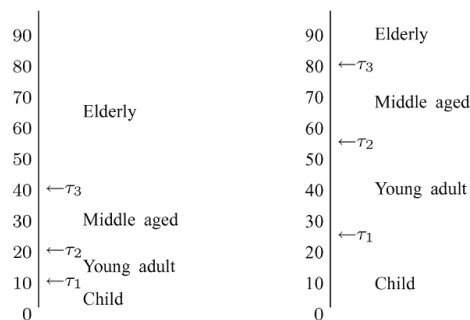 90
80
70
60
Elderly
50
40 ←τ3
30
Middle aged
20 ←τ2
Young adult
10 ←τ1
Child
0
90
Elderly
80 ←τ3
70
Middle aged
60
←τ2
50
40
Young adult
30
←τ1
20
10
Child
0